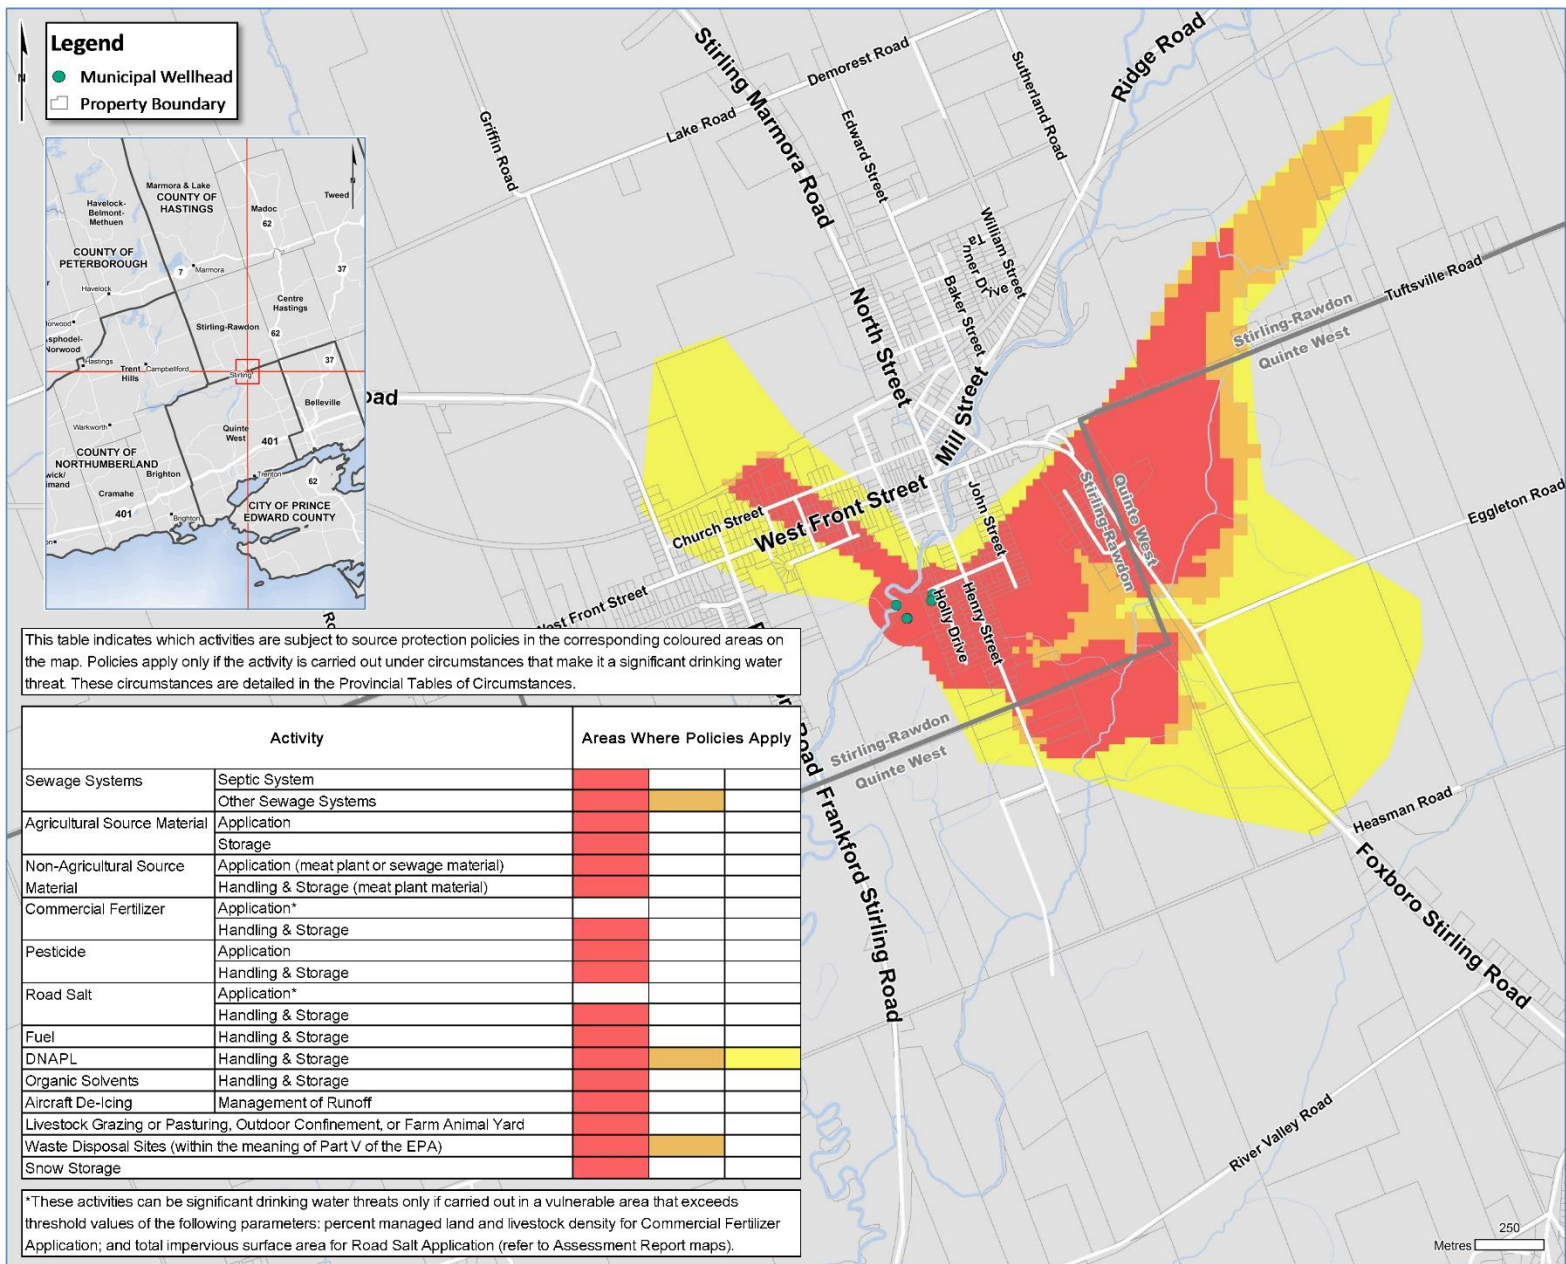 N
Legend
Municipal Wellhead
Property Boundary
Marmora & Lake
COUNTY OF
HASTINGS
Tweed
N
Havelock-
Belmont-
Methuen
Madoc
62
COUNTY OF
PETERBOROUGH
7
Marmora
37
Havelock
Centre
Hastings
Norwood
Asphodel-
Norwood
Stirling-Rawdon
62
37
Hastings
Trent
Hills
Campbellford
Stirling
Belleville
Warkworth
Quinte
West
401
COUNTY OF
NORTHUMBERLAND
Brighton
Trenton
62
Cramahe
401
Brighton
CITY OF PRINCE
EDWARD COUNTY
Stirling Marmora Road
Demorest Road
Lake Road
Griffin Road
Edward Street
Sutherland Road
Ridge Road
William Street
Baker Street
North Street
Mill Street
Tuftsville Road
Stirling-Rawdon
Quinte West
oad
Church Street
West Front Street
John Street
Stirling-Rawdon
Quinte West
Eggleton Road
West Front Street
Holly Drive
Henry Street
Stirling-Rawdon
Quinte West
Road
Frankford Stirling Road
Heasman Road
Foxboro Stirling Road
River Valley Road
This table indicates which activities are subject to source protection policies in the corresponding coloured areas on
the map. Policies apply only if the activity is carried out under circumstances that make it a significant drinking water
threat. These circumstances are detailed in the Provincial Tables of Circumstances.
Activity Areas Where Policies Apply
Sewage Systems Septic System
Other Sewage Systems
Agricultural Source Material Application
Storage
Non-Agricultural Source Application (meat plant or sewage material)
Material Handling & Storage (meat plant material)
Commercial Fertilizer Application*
Handling & Storage
Pesticide Application
Handling & Storage
Road Salt Application*
Handling & Storage
Fuel Handling & Storage
DNAPL Handling & Storage
Organic Solvents Handling & Storage
Aircraft De-Icing Management of Runoff
Livestock Grazing or Pasturing, Outdoor Confinement, or Farm Animal Yard
Waste Disposal Sites (within the meaning of Part V of the EPA)
Snow Storage
*These activities can be significant drinking water threats only if carried out in a vulnerable area that exceeds
threshold values of the following parameters: percent managed land and livestock density for Commercial Fertilizer
Application; and total impervious surface area for Road Salt Application (refer to Assessment Report maps).
250
Metres